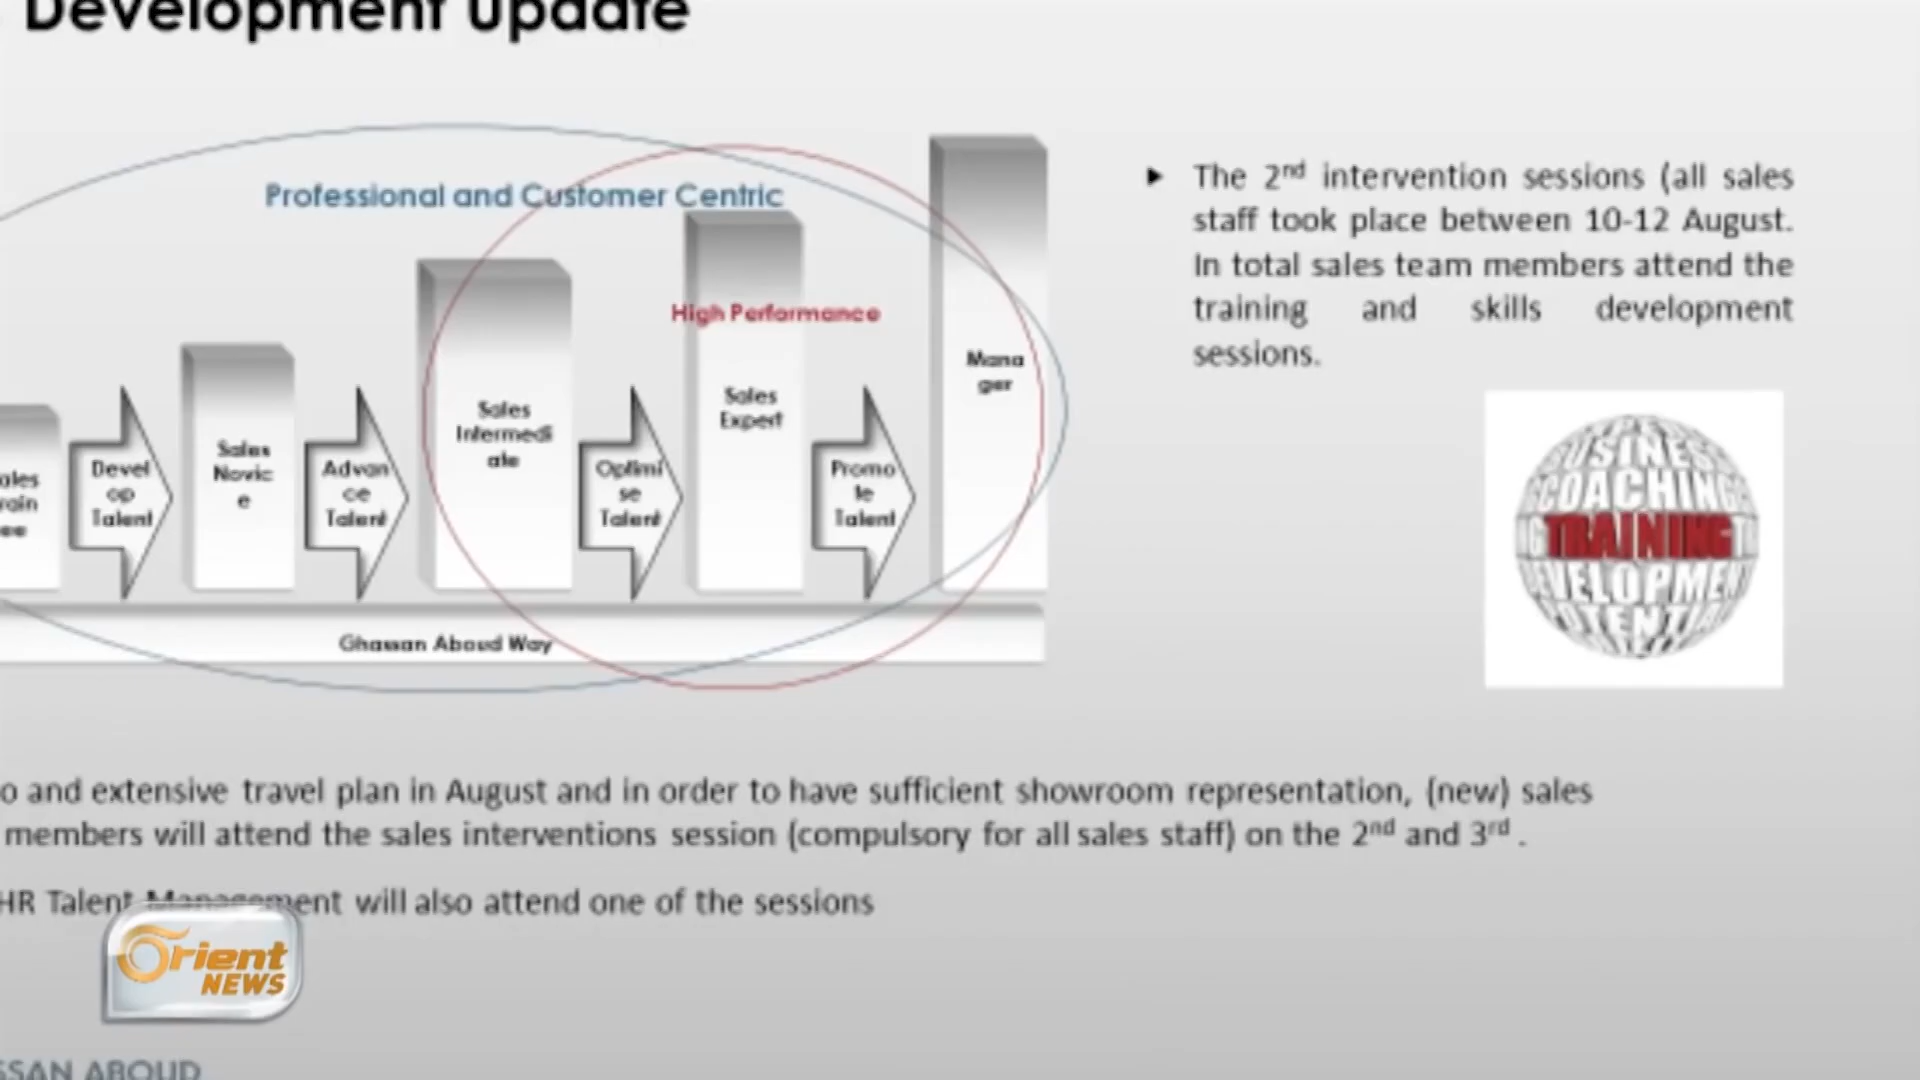 Development Update
Professional and Customer Centric
High Performance
ales
rain
ee
Devel
op
Talent
Sales
Novic
e
Advan
ce
Talent
Sales
Intermedi
ate
Optimi
se
Talent
Sales
Expert
Promo
te
Talent
Mana
ger
Ghassan Aboud Way
The 2nd intervention sessions (all sales
staff took place between 10-12 August.
In total sales team members attend the
training and skills development
sessions.
BUSINES
COACHING
TRAINING
DEVELOPMEN
POTENTIA
o and extensive travel plan in August and in order to have sufficient showroom representation, (new) sales
members will attend the sales interventions session (compulsory for all sales staff) on the 2nd and 3rd .
HR Talent Management will also attend one of the sessions
Orient
NEWS
SSAN ABOUD